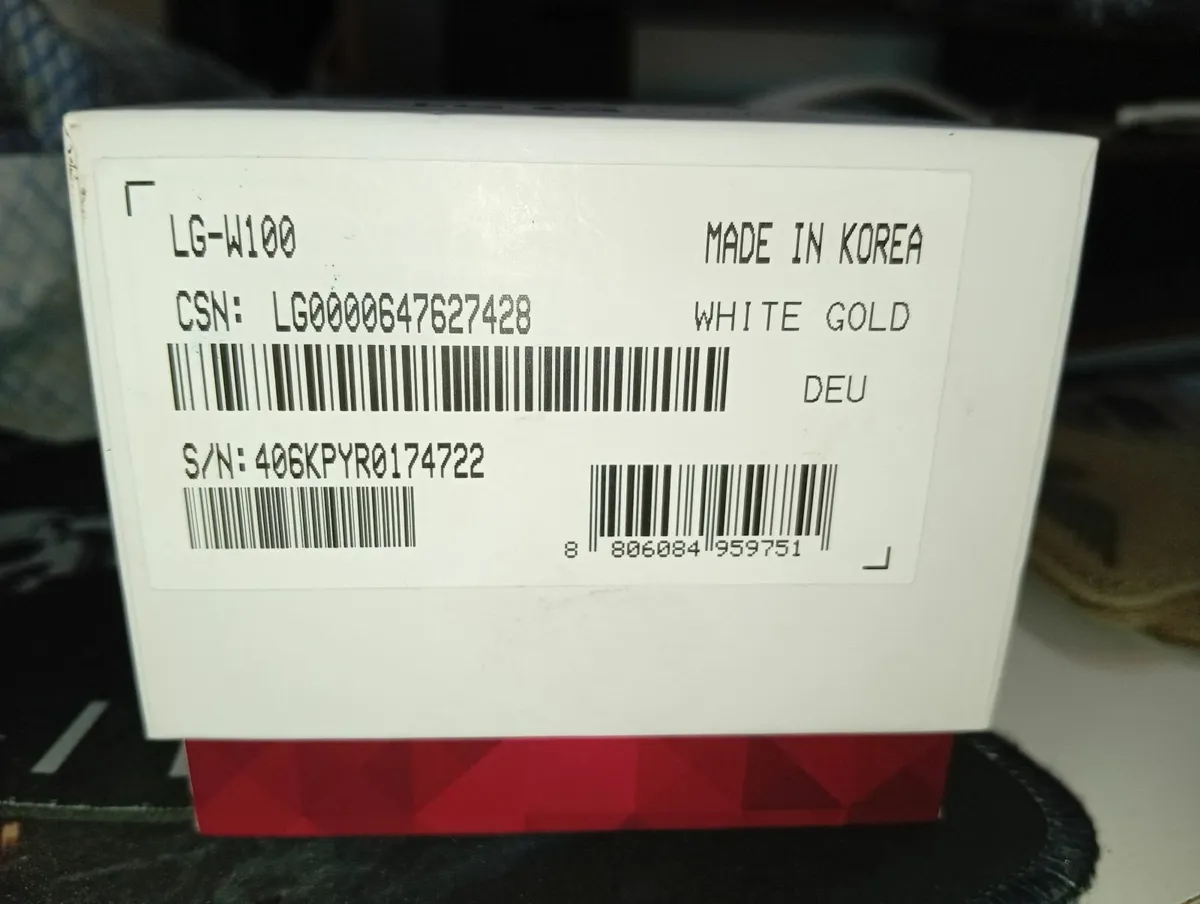 LG-W100
MADE IN KOREA
CSN: LG0000647627428
WHITE GOLD
DEU
S/N:406KPYR0174722
8 806084 959751